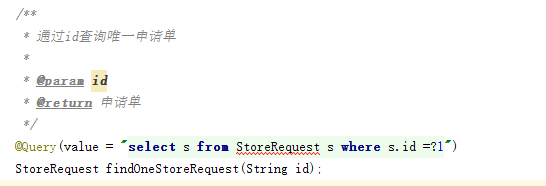 /**
* 通过id查询唯一申请单
*
* @param id
* @return 申请单
*/
@Query(value = "select s from StoreRequest s where s.id =?1")
StoreRequest findOneStoreRequest(String id);